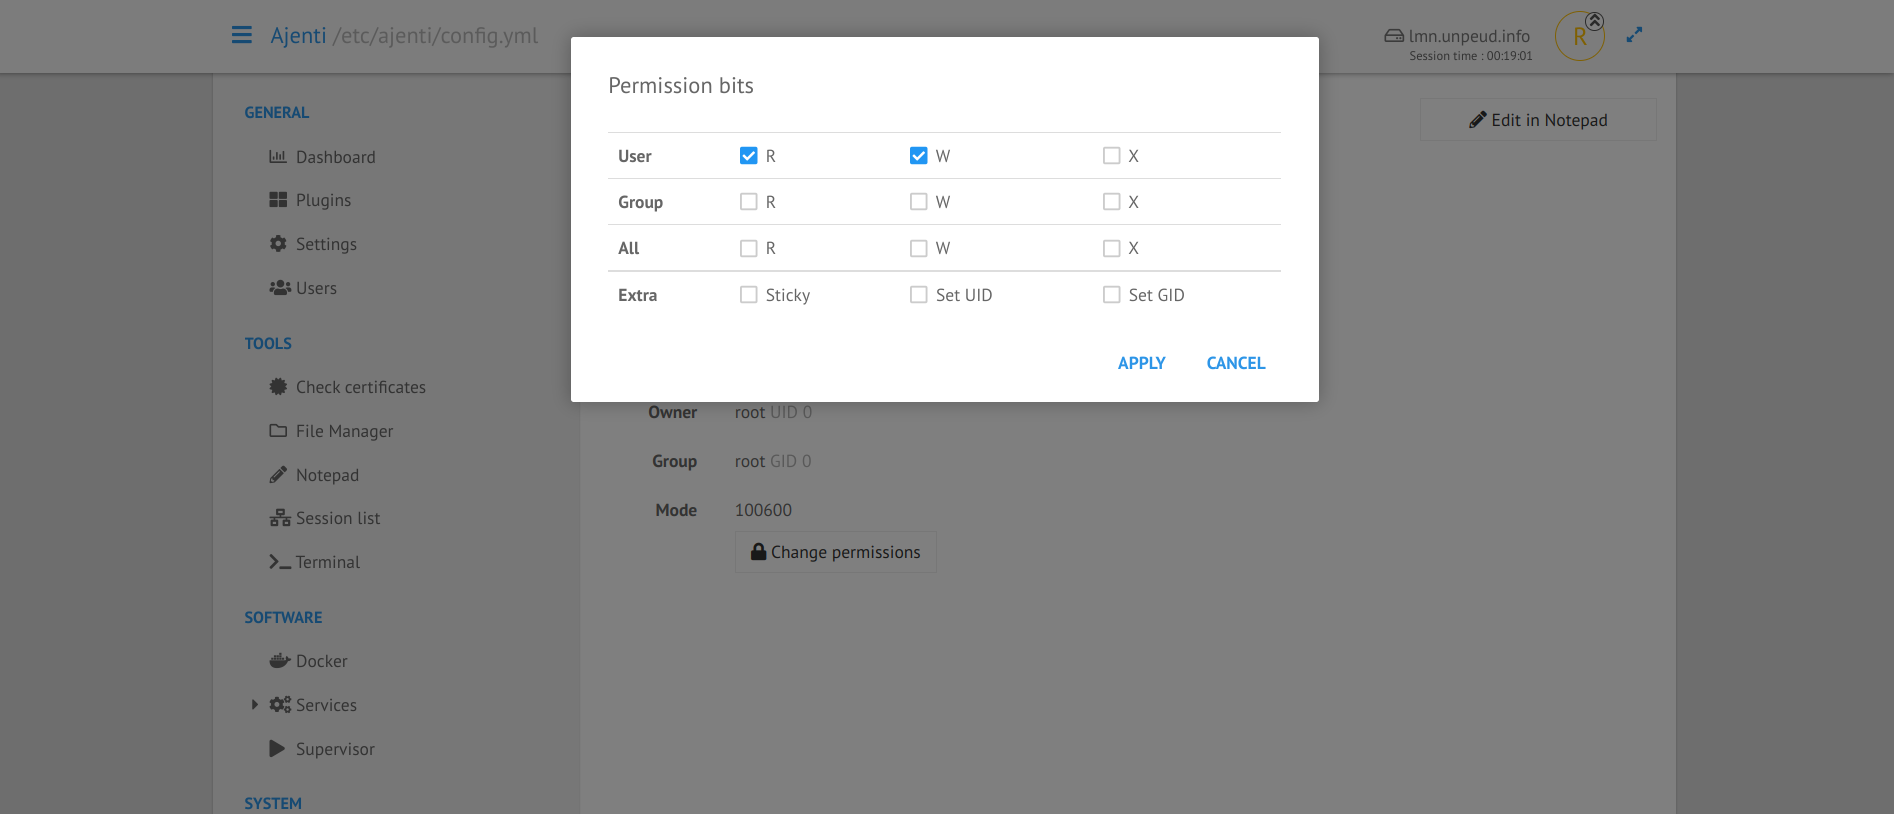 Ajenti /etc/ajenti/config.yml
lmn.unpeud.info
Session time : 00:19:01
R
Permission bits
User R W X
Group R W X
All R W X
Extra Sticky Set UID Set GID
APPLY CANCEL
Edit in Notepad
GENERAL
Dashboard
Plugins
Settings
Users
TOOLS
Check certificates
File Manager
Notepad
Session list
Terminal
SOFTWARE
Docker
Services
Supervisor
SYSTEM
Owner root UID 0
Group root GID 0
Mode 100600
Change permissions